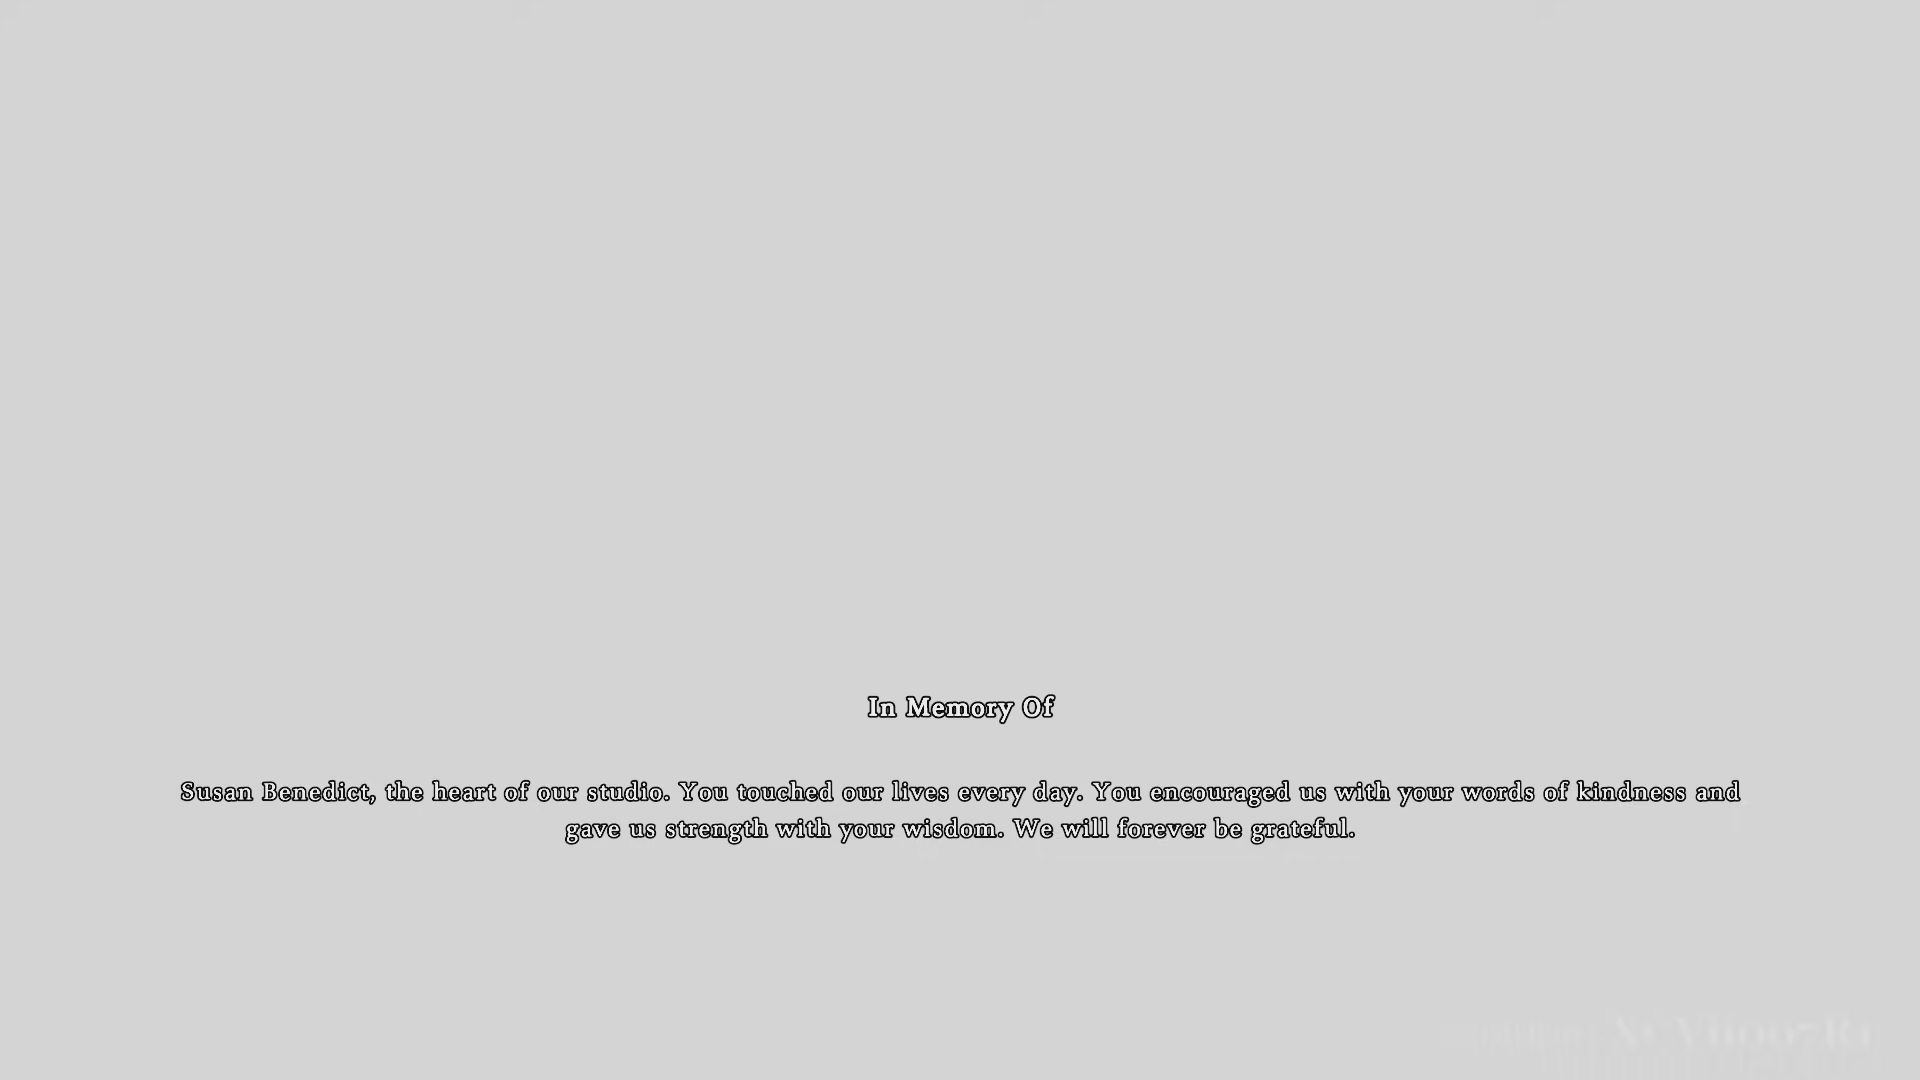 In Memory Of
Susan Benedict, the heart of our studio. You touched our lives every day. You encouraged us with your words of kindness and
gave us strength with your wisdom. We will forever be grateful.